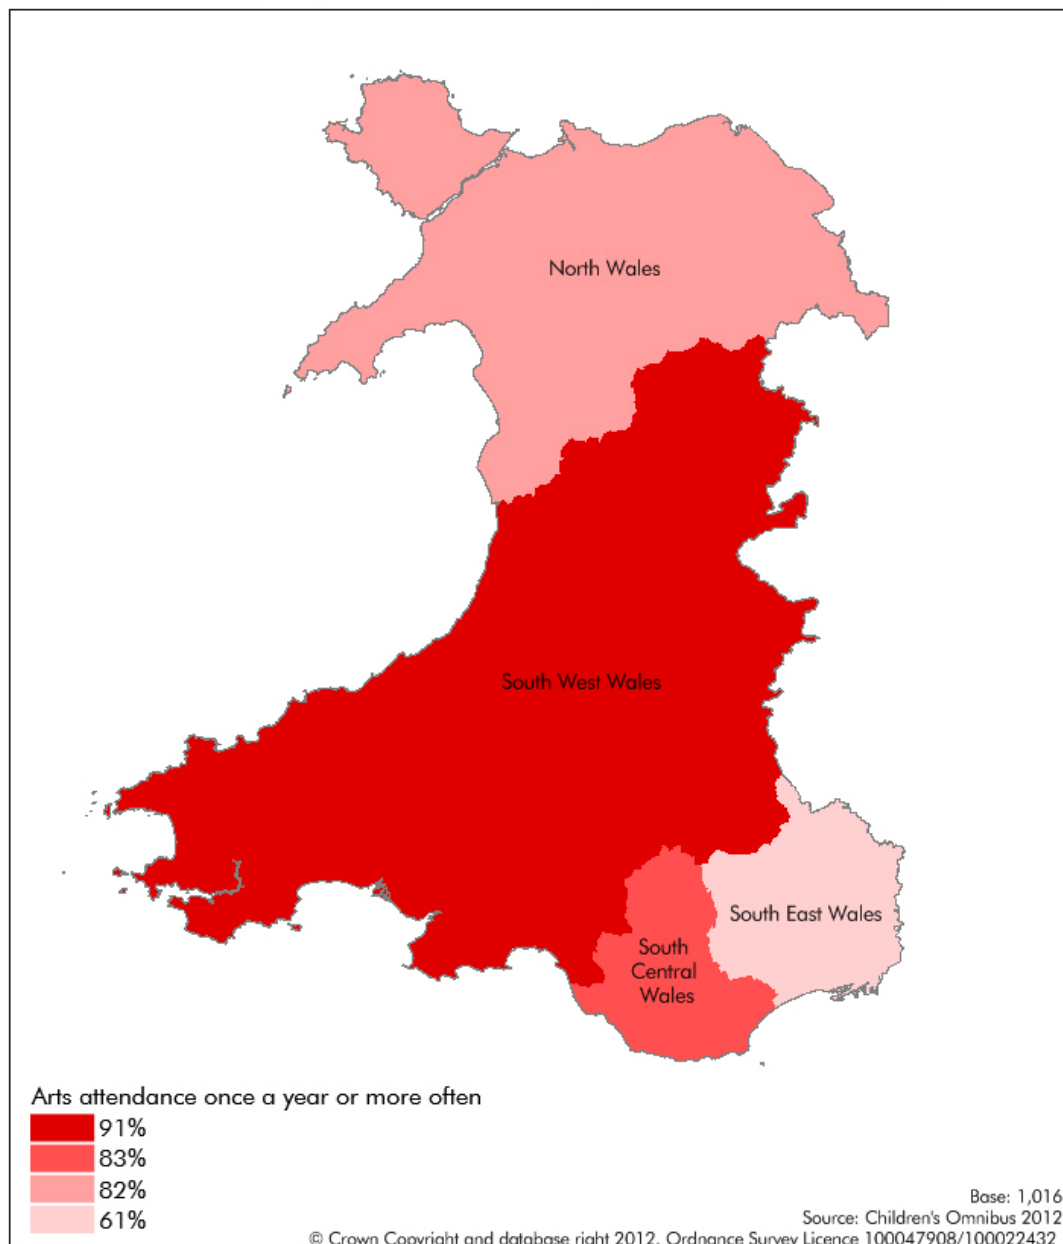 North Wales
South West Wales
South East Wales
South
Central
Wales
Arts attendance once a year or more often
91%
83%
82%
61%
Base: 1,016
Source: Children's Omnibus 2012
© Crown Copyright and database right 2012. Ordnance Survey Licence 100047908/100022432